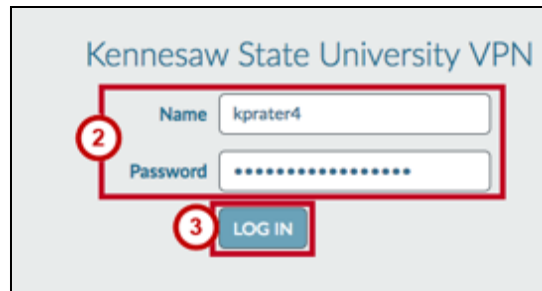 Kennesaw State University VPN
Name kprater4
2
Password •••••••••••••••••
3 LOG IN